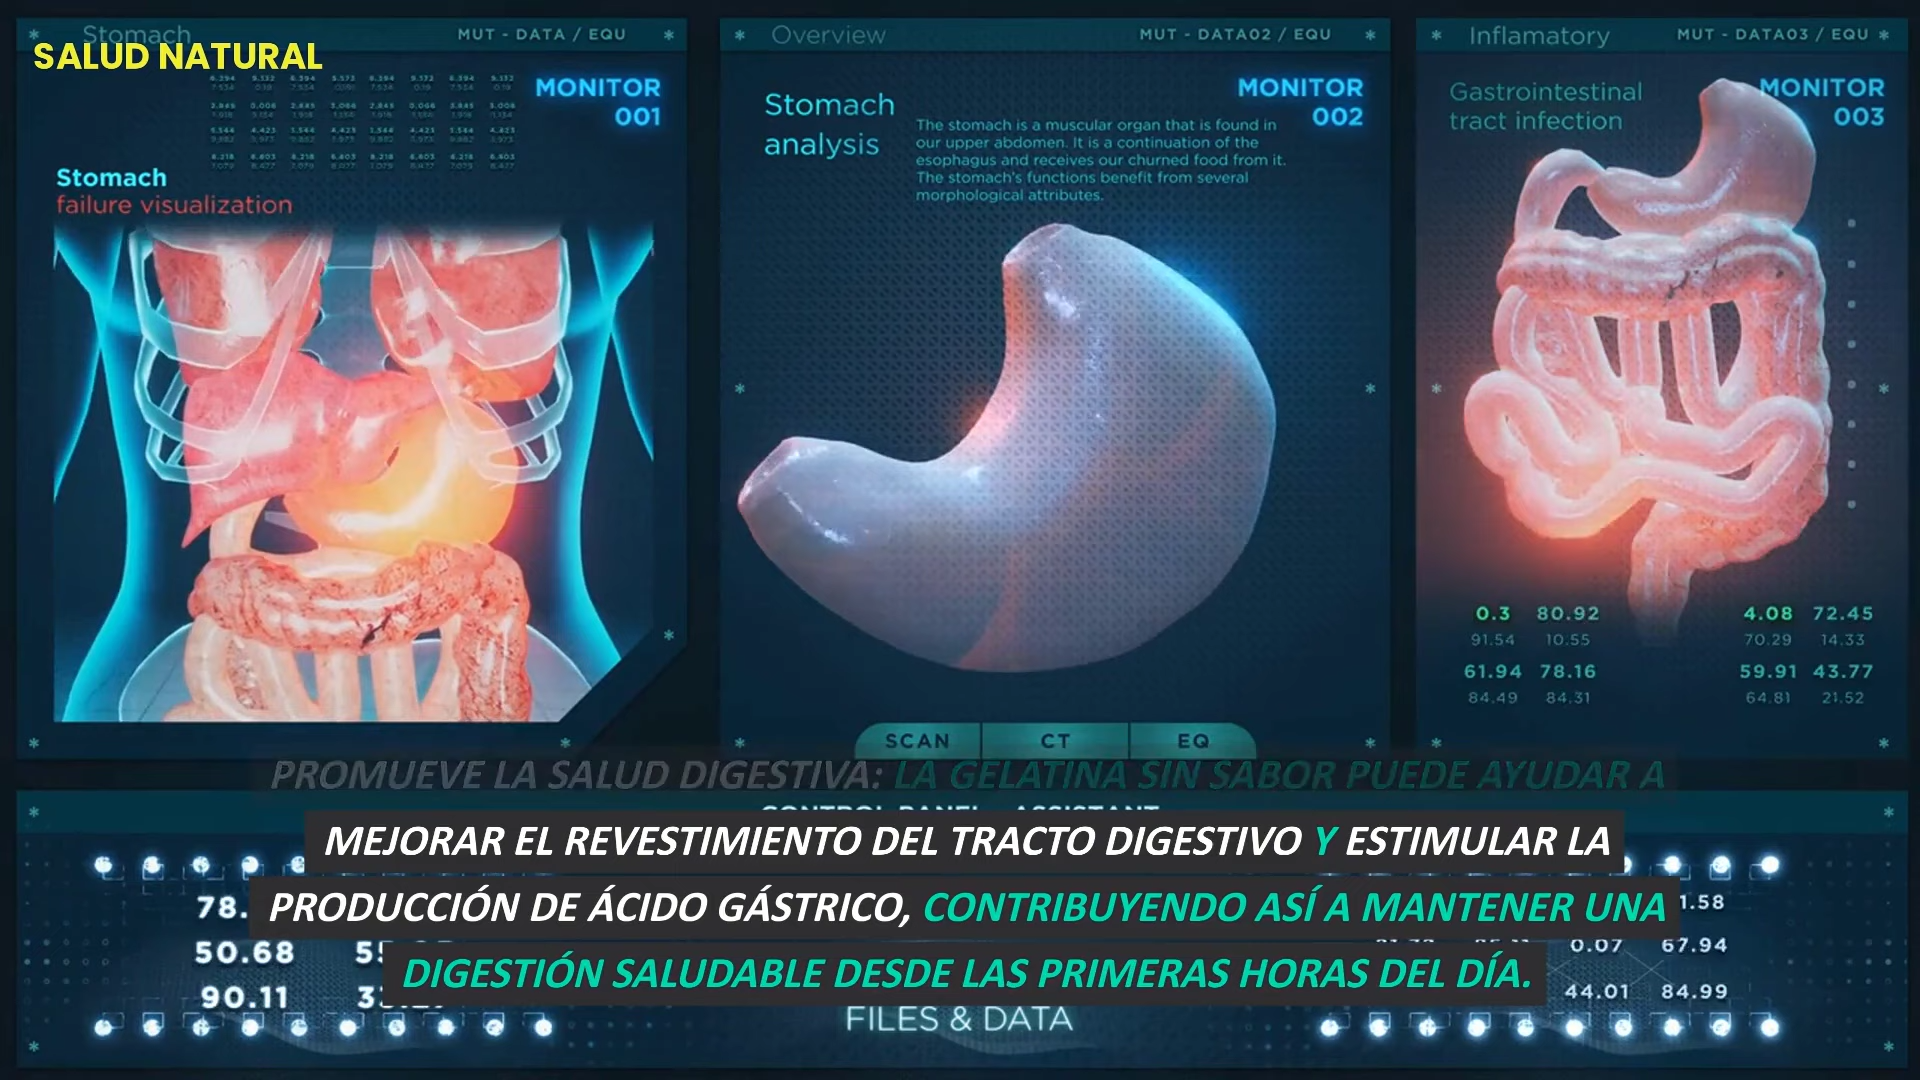 Stomach
MUT - DATA / EQU
SALUD NATURAL
MONITOR
001
Stomach
failure visualization
Overview
MUT - DATA02 / EQU
MONITOR
002
Stomach
analysis
The stomach is a muscular organ that is found in
our upper abdomen. It is a continuation of the
esophagus and receives our churned food from it.
The stomach's functions benefit from several
morphological attributes.
SCAN CT EQ
Inflamatory
MUT - DATA03 / EQU
MONITOR
003
Gastrointestinal
tract infection
0.3 80.92 4.08 72.45
91.54 10.55 70.29 14.33
61.94 78.16 59.91 43.77
84.49 84.31 64.81 21.52
PROMUEVE LA SALUD DIGESTIVA: LA GELATINA SIN SABOR PUEDE AYUDAR A
MEJORAR EL REVESTIMIENTO DEL TRACTO DIGESTIVO Y ESTIMULAR LA
PRODUCCIÓN DE ÁCIDO GÁSTRICO, CONTRIBUYENDO ASÍ A MANTENER UNA
DIGESTIÓN SALUDABLE DESDE LAS PRIMERAS HORAS DEL DÍA.
50.68
0.07 67.94
90.11
44.01 84.99
FILES & DATA